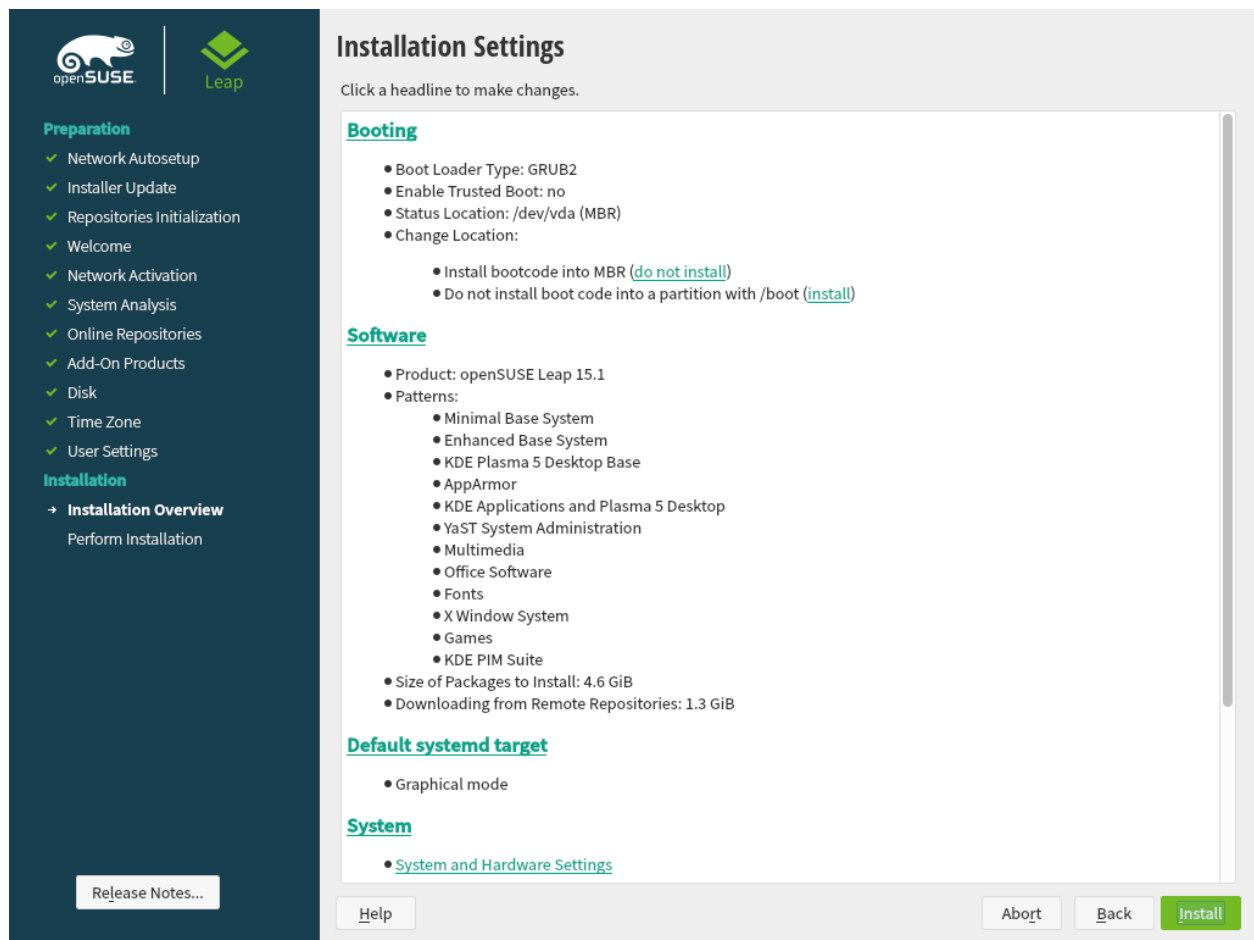 openSUSE
Leap
Preparation
Network Autosetup
Installer Update
Repositories Initialization
Welcome
Network Activation
System Analysis
Online Repositories
Add-On Products
Disk
Time Zone
User Settings
Installation
Installation Overview
Perform Installation
Release Notes...
Installation Settings
Click a headline to make changes.
Booting
Boot Loader Type: GRUB2
Enable Trusted Boot: no
Status Location: /dev/vda (MBR)
Change Location:
Install bootcode into MBR (do not install)
Do not install boot code into a partition with /boot (install)
Software
Product: openSUSE Leap 15.1
Patterns:
Minimal Base System
Enhanced Base System
KDE Plasma 5 Desktop Base
AppArmor
KDE Applications and Plasma 5 Desktop
YaST System Administration
Multimedia
Office Software
Fonts
X Window System
Games
KDE PIM Suite
Size of Packages to Install: 4.6 GiB
Downloading from Remote Repositories: 1.3 GiB
Default systemd target
Graphical mode
System
System and Hardware Settings
Help
Abort
Back
Install